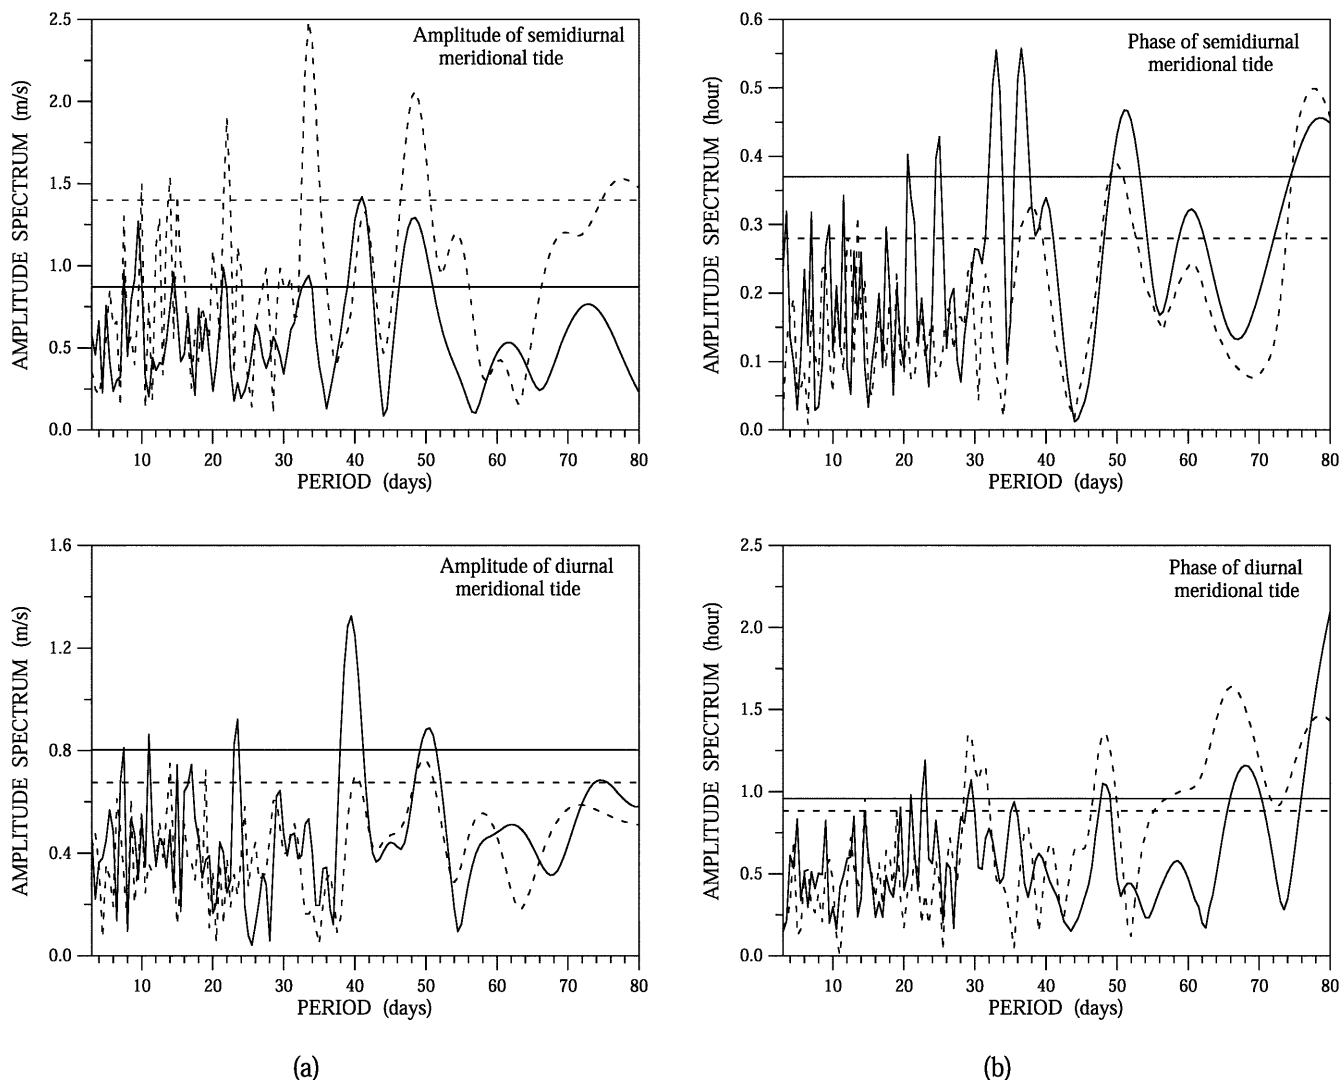 Amplitude of semidiurnal
meridional tide
AMPLITUDE SPECTRUM (m/s)
2.5
2.0
1.5
1.0
0.5
0.0
10 20 30 40 50 60 70 80
PERIOD (days)
Phase of semidiurnal
meridional tide
AMPLITUDE SPECTRUM (hour)
0.6
0.5
0.4
0.3
0.2
0.1
0.0
10 20 30 40 50 60 70 80
PERIOD (days)
Amplitude of diurnal
meridional tide
AMPLITUDE SPECTRUM (m/s)
1.6
1.2
0.8
0.4
0.0
10 20 30 40 50 60 70 80
PERIOD (days)
(a)
Phase of diurnal
meridional tide
AMPLITUDE SPECTRUM (hour)
2.5
2.0
1.5
1.0
0.5
0.0
10 20 30 40 50 60 70 80
PERIOD (days)
(b)